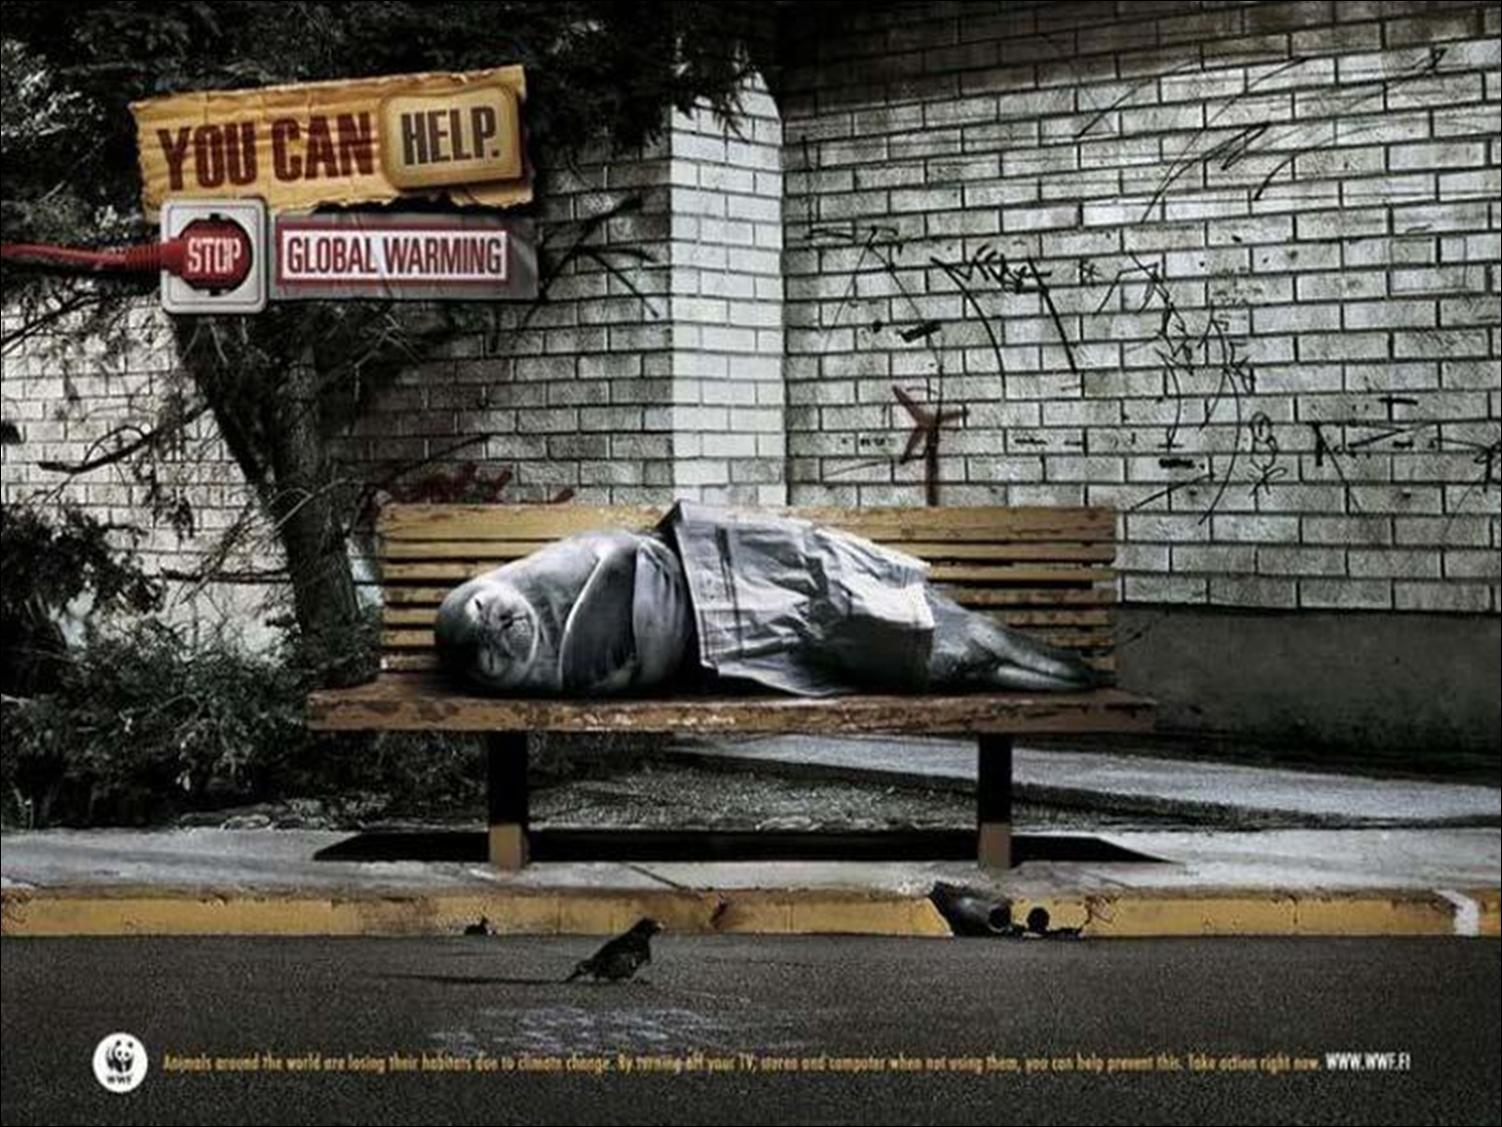 YOU CAN HELP.
STOP GLOBAL WARMING
Animals around the world are losing their habitats due to climate change. By turning off your TV, stereo and computer when not using them, you can help prevent this. Take action right now. WWW.WWF.FI
WWF